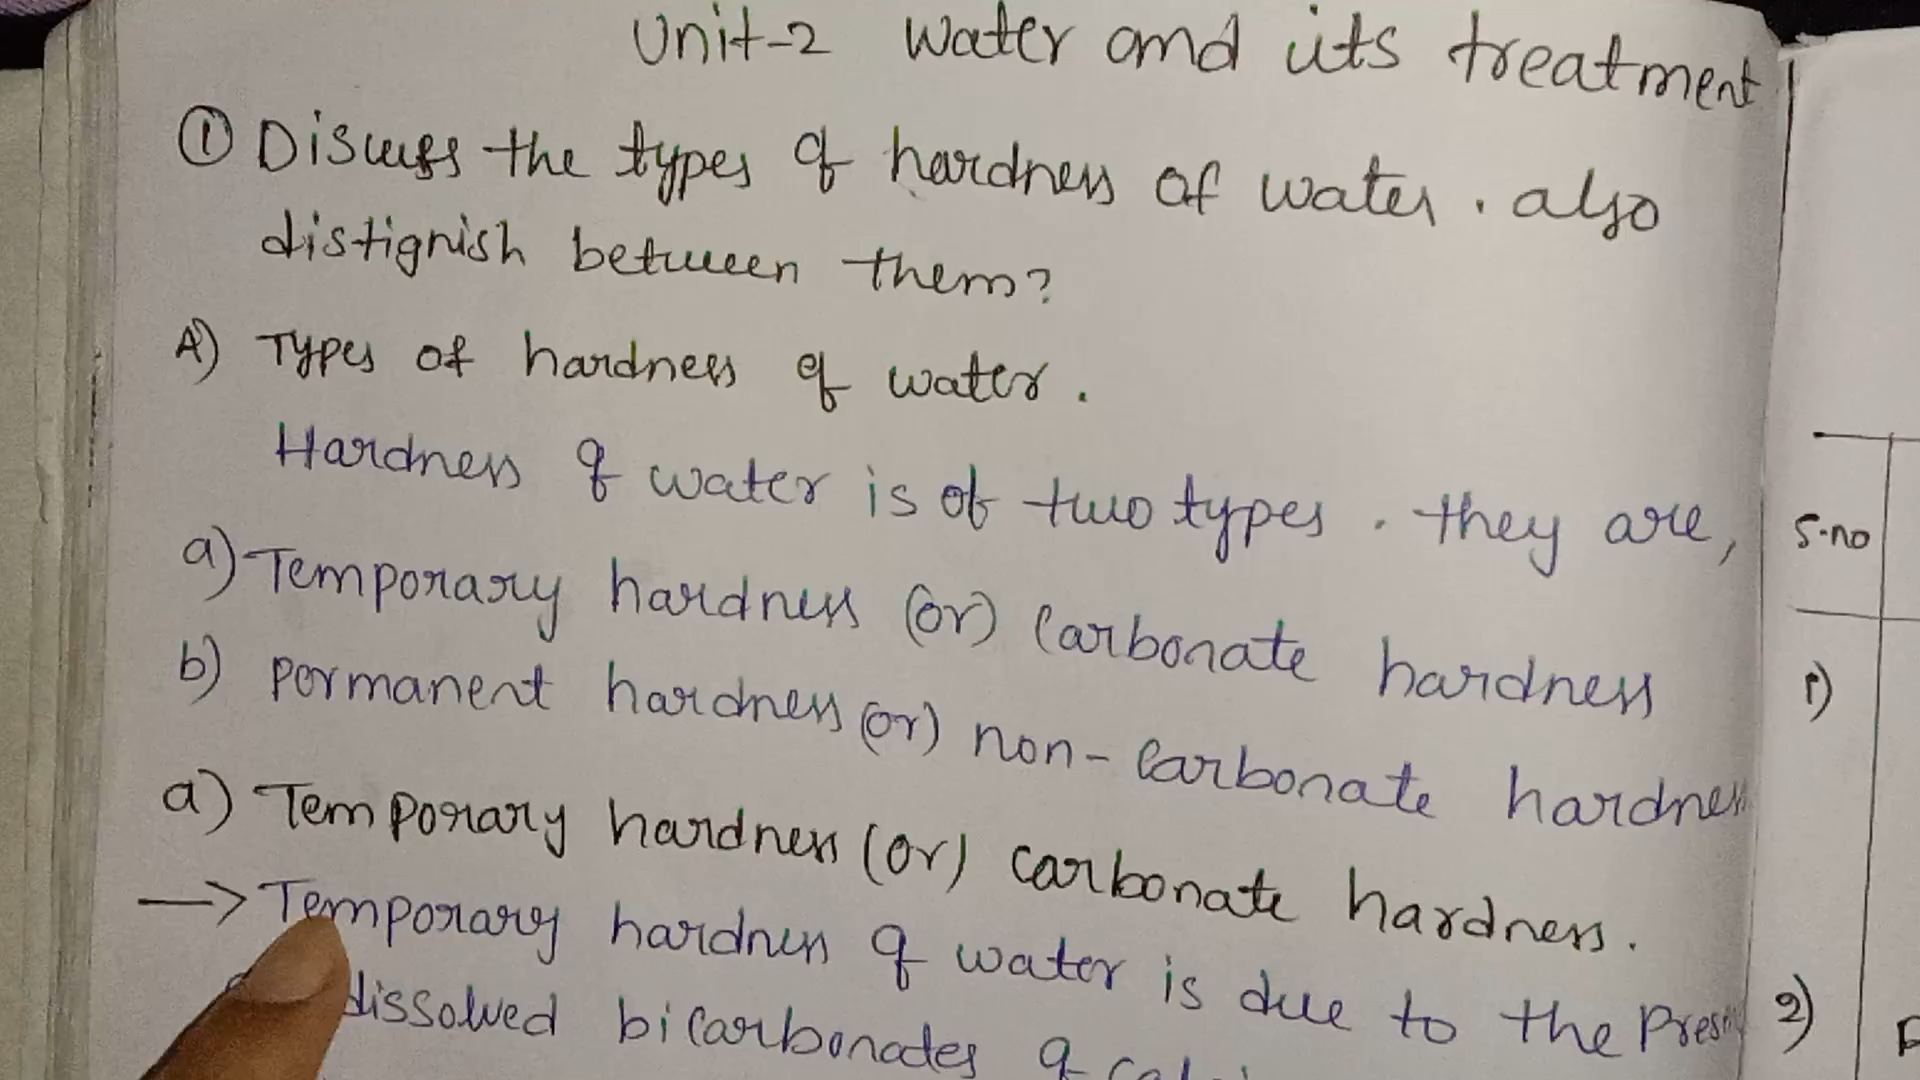 Unit-2 Water and its treatment
① Discuss the types of hardness of water. also
distignish between them?
A) Types of hardness of water.
Hardness of water is of two types. they are,
a) Temporary hardness (or) carbonate hardness
b) permanent hardness (or) non-carbonate hardness
a) Temporary hardness (or) carbonate hardness.
→ Temporary hardness of water is due to the
dissolved bicarbonates of
S.no
1)
2)